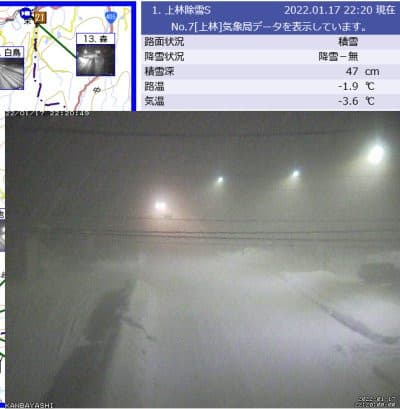 1. 上林除雪S 2022.01.17 22:20 現在
No.7[上林]気象局データを表示しています。
路面状況 積雪
降雪状況 降雪－無
積雪深 47 cm
路温 -1.9 ℃
気温 -3.6 ℃
21
403
13. 森
白鳥
22/01/17 22:20:49
KANBAYASHI
2022-01-17
22:20:00:00